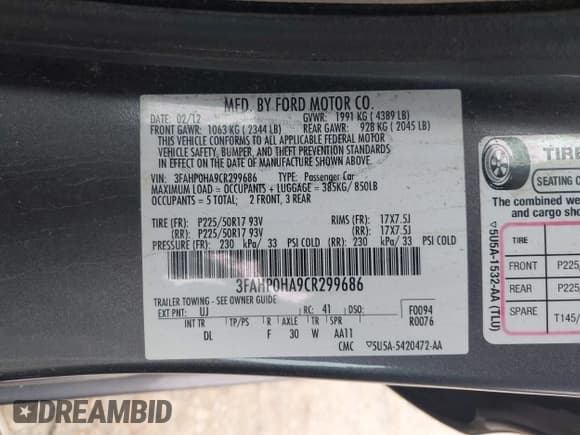 MFD. BY FORD MOTOR CO.
DATE: 02/12 GVWR: 1991 KG ( 4389 LB)
FRONT GAWR: 1063 KG ( 2344 LB) REAR GAWR: 928 KG ( 2045 LB)
THIS VEHICLE CONFORMS TO ALL APPLICABLE FEDERAL MOTOR
VEHICLE SAFETY, BUMPER, AND THEFT PREVENTION STANDARDS
IN EFFECT ON THE DATE OF MANUFACTURE SHOWN ABOVE.
VIN: 3FAHP0HA9CR299686 TYPE: Passenger Car
MAXIMUM LOAD = OCCUPANTS + LUGGAGE = 385KG/ 850LB
OCCUPANTS = 5 TOTAL; 2 FRONT, 3 REAR
TIRE (FR): P225/50R17 93V RIMS (FR): 17X7.5J
(RR): P225/50R17 93V (RR): 17X7.5J
PRESSURE: (FR): 230 kPa/ 33 PSI COLD (RR): 230 kPa/ 33 PSI COLD
3FAHP0HA9CR299686
TRAILER TOWING - SEE OWNER GUIDE
EXT PNT: UJ RC: 41 DSO: F0094
R0076
INT TR TP/PS R AXLE TR SPR
DL F 30 W AA11
CMC ▽5U5A-5420472-AA
TIRE
SEATING
The combined
and cargo
TIRE
FRONT P225/
REAR P225/
SPARE T145/
▽5U5A-1532-AA (TLU)
DREAMBID